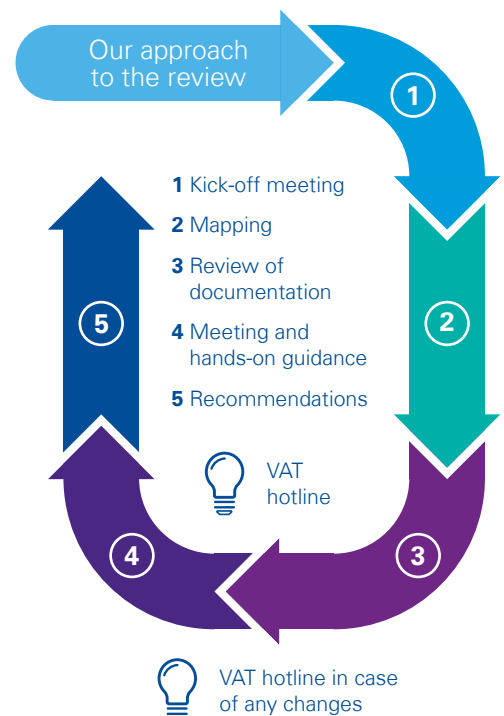 Our approach
to the review
1
1 Kick-off meeting
2 Mapping
3 Review of
documentation
4 Meeting and
hands-on guidance
5 Recommendations
5
2
VAT
hotline
4
3
VAT hotline in case
of any changes